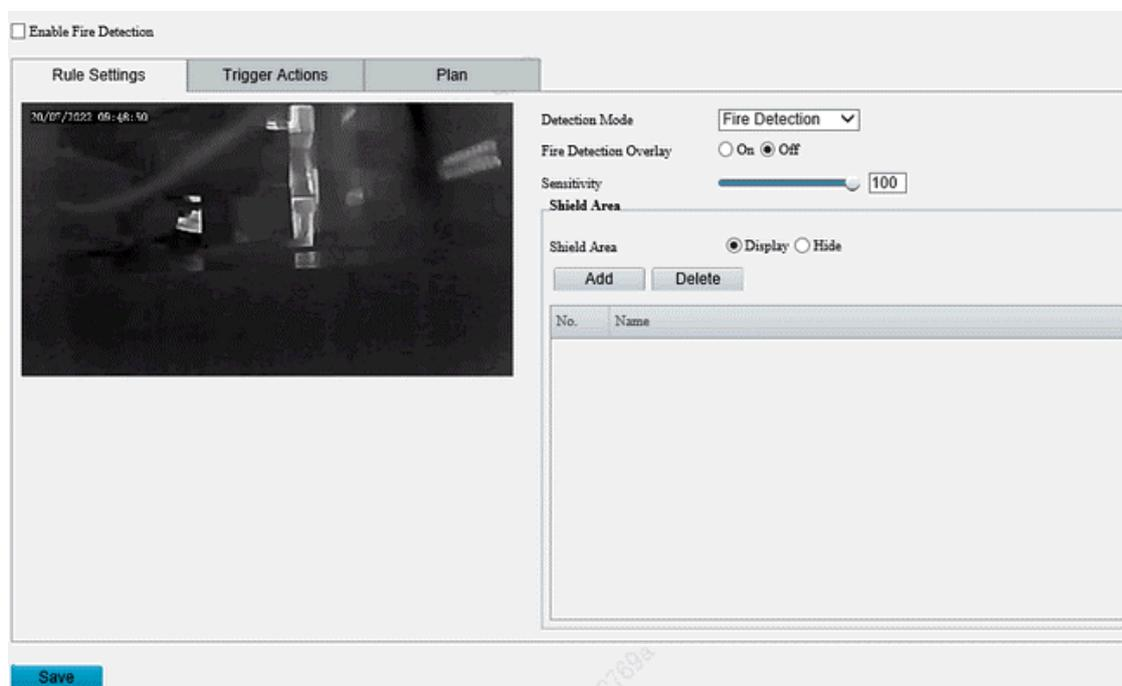 Enable Fire Detection
Rule Settings
Trigger Actions
Plan
20/07/2022 09:48:50
Detection Mode
Fire Detection
Fire Detection Overlay
On
Off
Sensitivity
100
Shield Area
Shield Area
Display
Hide
Add
Delete
No.
Name
Save